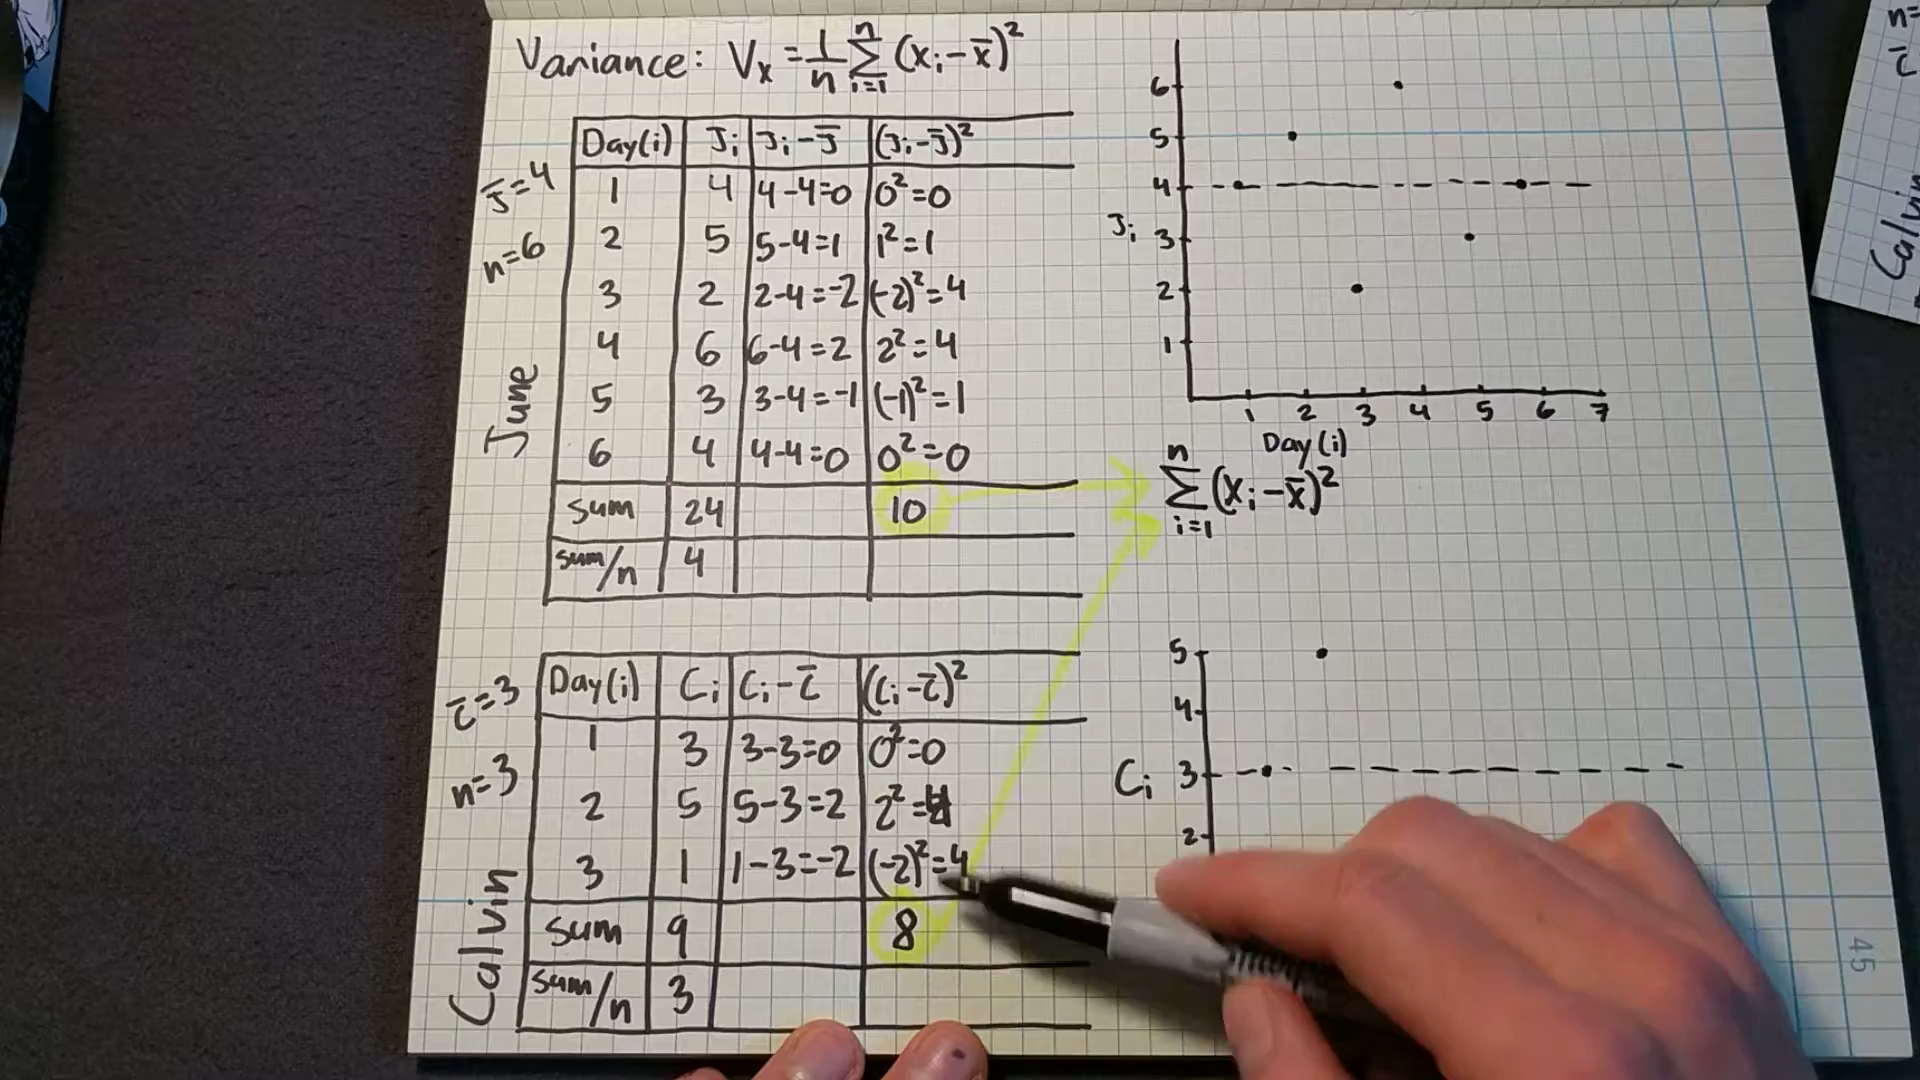 Variance: Vx = 1/n n Σ i=1 (xi - x̄)²
Day(i) Ji Ji-J̄ (Ji-J̄)²
1 4 4-4=0 0²=0
2 5 5-4=1 1²=1
3 2 2-4=-2 (-2)²=4
4 6 6-4=2 2²=4
5 3 3-4=-1 (-1)²=1
6 4 4-4=0 0²=0
Sum 24 10
sum/n 4
J̄=4
n=6
June
6
5
4
Ji 3
2
1
1 2 3 4 5 6 7
Day(i)
n Σ i=1 (xi - x̄)²
Day(i) Ci Ci-c̄ (Ci-c̄)²
1 3 3-3=0 0²=0
2 5 5-3=2 2²=4
3 1 1-3=-2 (-2)²=4
Sum 9 8
sum/n 3
c̄=3
n=3
Calvin
5
4
Ci 3
2
n=
c̄
Calvin
45